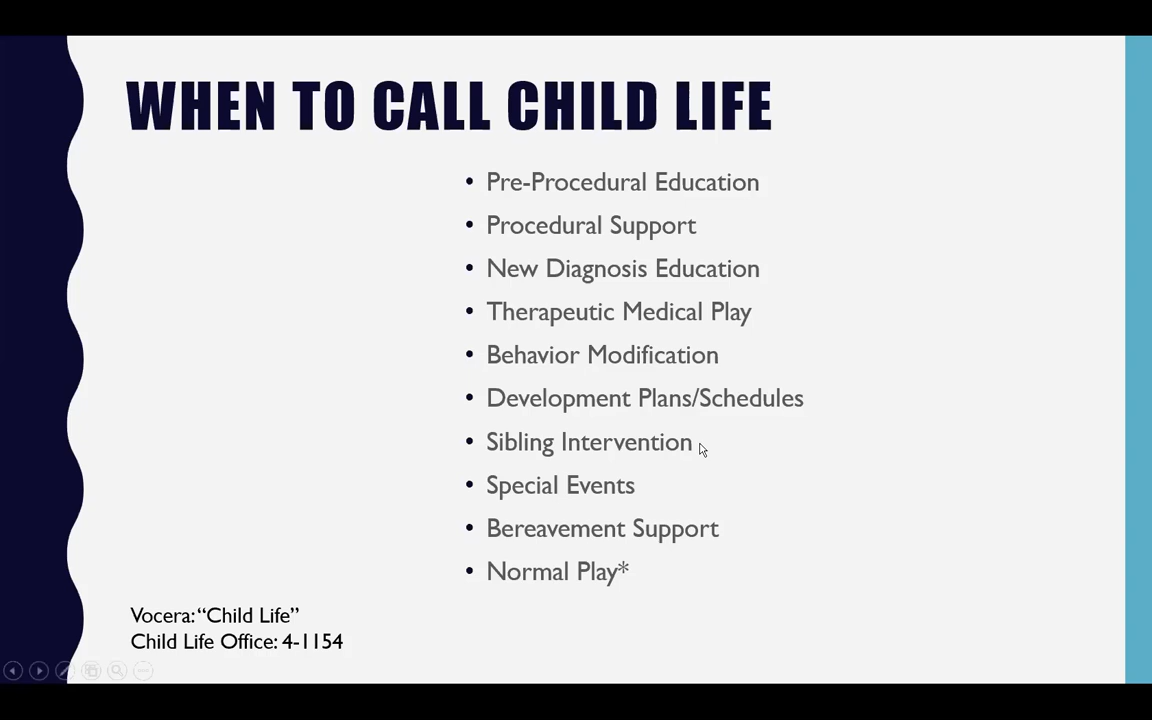 WHEN TO CALL CHILD LIFE
• Pre-Procedural Education
• Procedural Support
• New Diagnosis Education
• Therapeutic Medical Play
• Behavior Modification
• Development Plans/Schedules
• Sibling Intervention
• Special Events
• Bereavement Support
• Normal Play*
Vocera: “Child Life”
Child Life Office: 4-1154